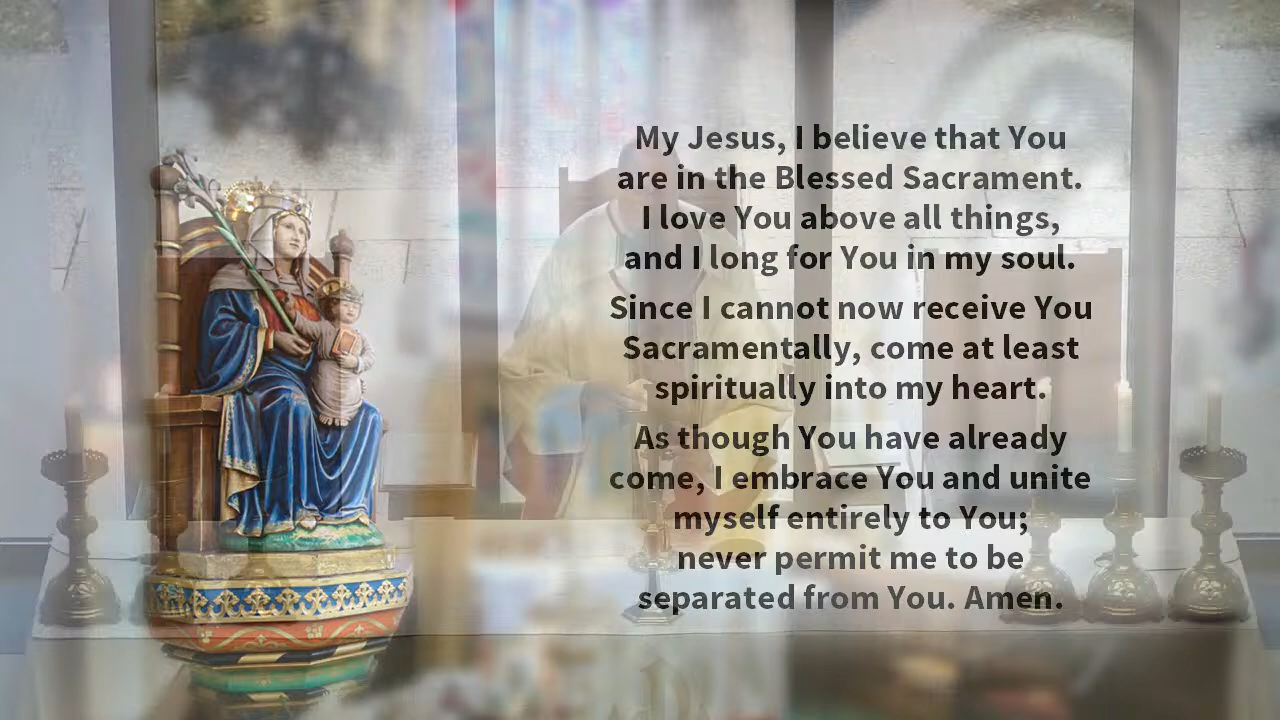 My Jesus, I believe that You
are in the Blessed Sacrament.
I love You above all things,
and I long for You in my soul.
Since I cannot now receive You
Sacramentally, come at least
spiritually into my heart.
As though You have already
come, I embrace You and unite
myself entirely to You;
never permit me to be
separated from You. Amen.